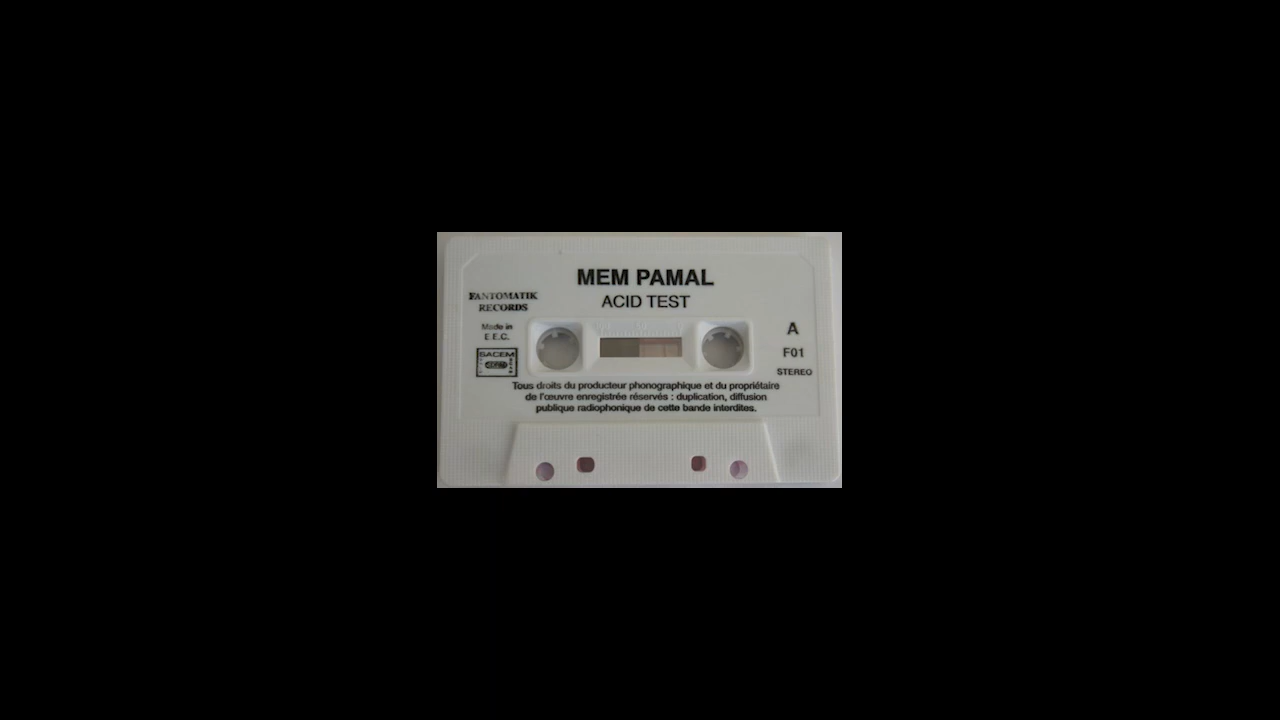 MEM PAMAL
ACID TEST
FANTOMATIK
RECORDS
Made in
E.E.C.
SACEM
A
F01
STEREO
Tous droits du producteur phonographique et du propriétaire
de l'œuvre enregistrée réservés : duplication, diffusion
publique radiophonique de cette bande interdites.